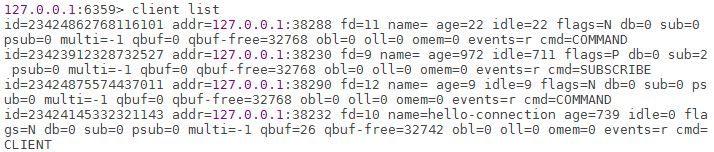 127.0.0.1:6379> client list
id=234248627681​16101 addr=127.0.0.1:38288 fd=11 name= age=22 idle=22 flags=N db=0 sub=0
psub=0 multi=-1 qbuf=0 qbuf-free=32768 obl=0 oll=0 omem=0 events=r cmd=COMMAND
id=23423912328732527 addr=127.0.0.1:38230 fd=9 name= age=972 idle=711 flags=P db=0 sub=2
psub=0 multi=-1 qbuf=0 qbuf-free=32768 obl=0 oll=0 omem=0 events=r cmd=SUBSCRIBE
id=23424875574437011 addr=127.0.0.1:38290 fd=12 name= age=9 idle=9 flags=N db=0 sub=0 ps
ub=0 multi=-1 qbuf=0 qbuf-free=32768 obl=0 oll=0 omem=0 events=r cmd=COMMAND
id=23424145332321143 addr=127.0.0.1:38232 fd=10 name=hello-connection age=739 idle=0 fla
gs=N db=0 sub=0 psub=0 multi=-1 qbuf=26 qbuf-free=32742 obl=0 oll=0 omem=0 events=r cmd=
CLIENT